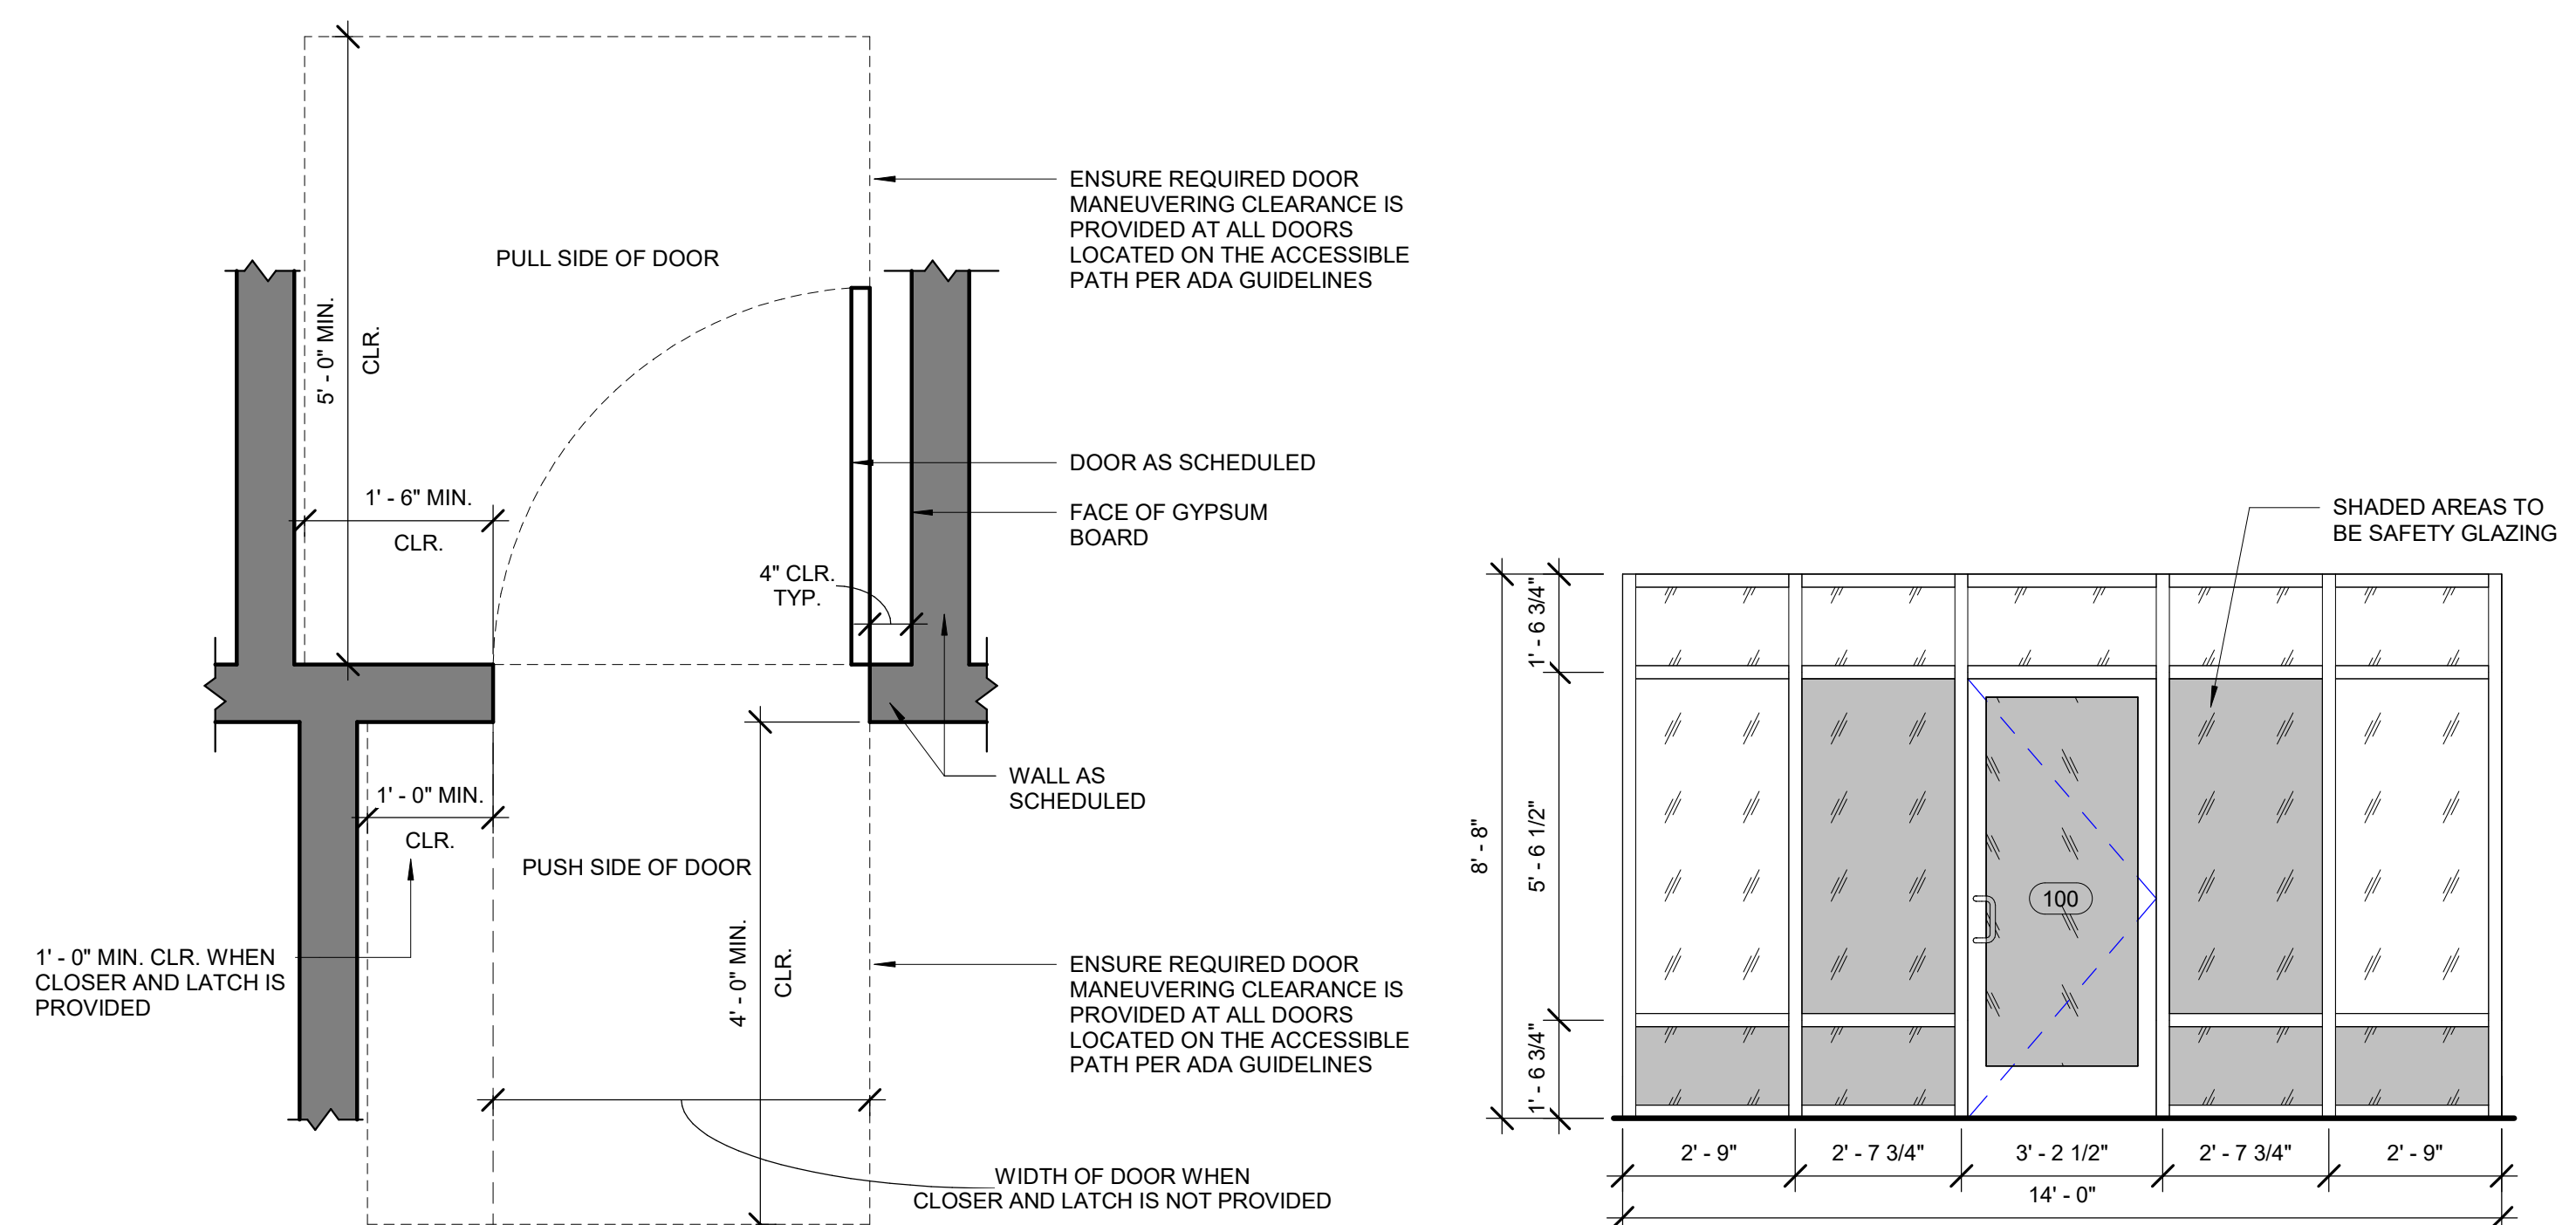 ENSURE REQUIRED DOOR
MANEUVERING CLEARANCE IS
PROVIDED AT ALL DOORS
LOCATED ON THE ACCESSIBLE
PATH PER ADA GUIDELINES
PULL SIDE OF DOOR
5' - 0" MIN.
CLR.
DOOR AS SCHEDULED
1' - 6" MIN.
CLR.
FACE OF GYPSUM
BOARD
4" CLR.
TYP.
WALL AS
SCHEDULED
1' - 0" MIN.
CLR.
PUSH SIDE OF DOOR
4' - 0" MIN.
CLR.
1' - 0" MIN. CLR. WHEN
CLOSER AND LATCH IS
PROVIDED
ENSURE REQUIRED DOOR
MANEUVERING CLEARANCE IS
PROVIDED AT ALL DOORS
LOCATED ON THE ACCESSIBLE
PATH PER ADA GUIDELINES
WIDTH OF DOOR WHEN
CLOSER AND LATCH IS NOT PROVIDED
SHADED AREAS TO
BE SAFETY GLAZING
8' - 8"
1' - 6 3/4"
5' - 6 1/2"
1' - 6 3/4"
100
2' - 9"
2' - 7 3/4"
3' - 2 1/2"
2' - 7 3/4"
2' - 9"
14' - 0"